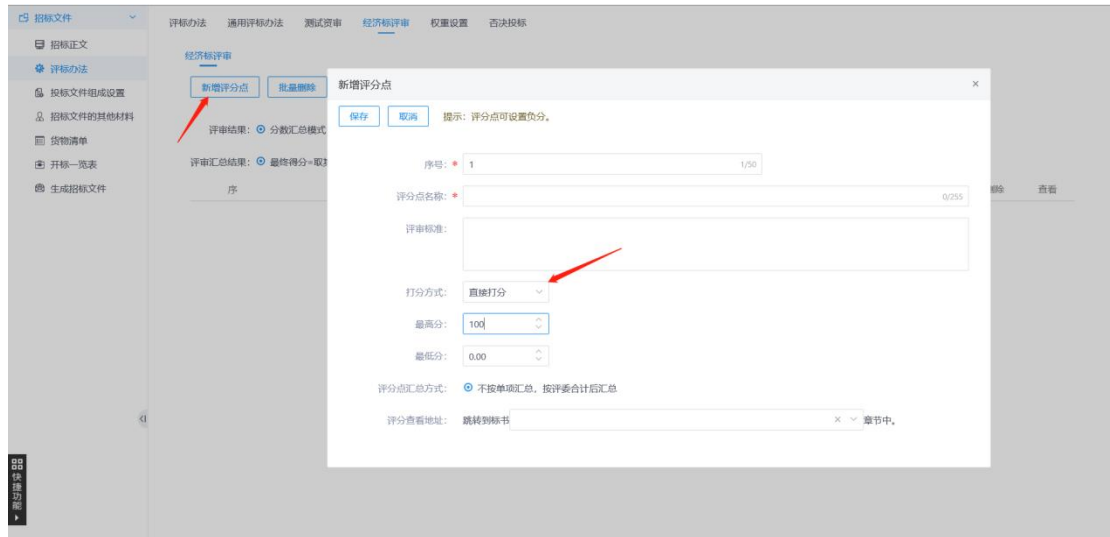 招标文件
评标办法 通用评标办法 测试资审 经济标评审 权重设置 否决投标
招标正文
评标办法
投标文件组成设置
招标文件的其他材料
货物清单
开标一览表
生成招标文件
经济标评审
新增评分点 批量删除
评审结果: 分数汇总模式
评审汇总结果: 最终得分=取
序
删除 查看
新增评分点 ×
保存 取消 提示: 评分点可设置负分。
序号: * 1 1/50
评分点名称: * 0/255
评审标准:
打分方式: 直接打分
最高分: 100
最低分: 0.00
评分点汇总方式: 不按单项汇总，按评委合计后汇总
评分查看地址: 跳转到标书 × 章节中。
快捷功能